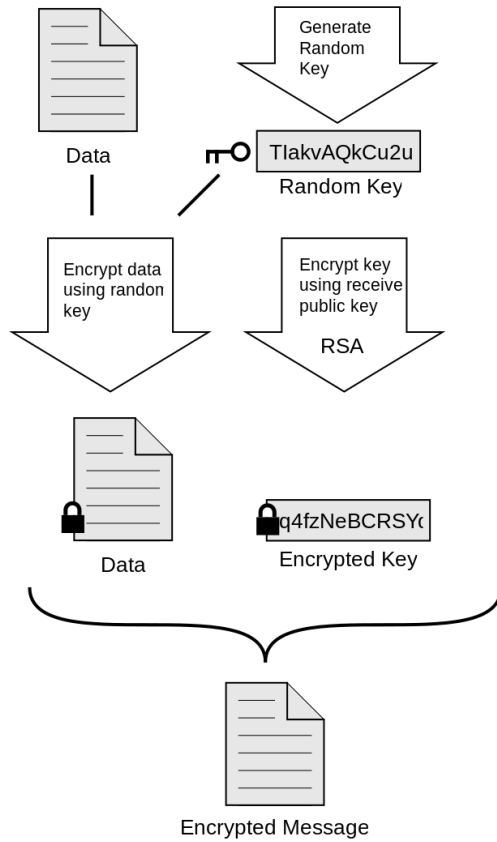 Generate
Random
Key
Data
TIakvAQkCu2u
Random Key
Encrypt data
using random
key
Encrypt key
using receive
public key
RSA
q4fzNeBCRSY
Data
Encrypted Key
Encrypted Message